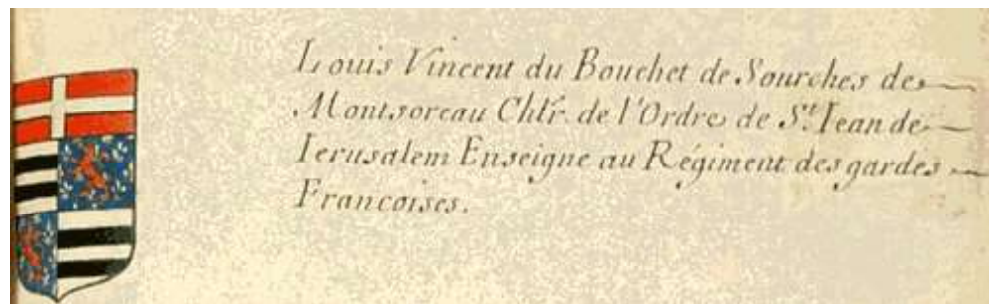 Louis Vincent du Bouchet de Sourches de
Montsoreau Chlr. de l'Ordre de St. Jean de
Ierusalem Enseigne au Régiment des gardes
Francoises.